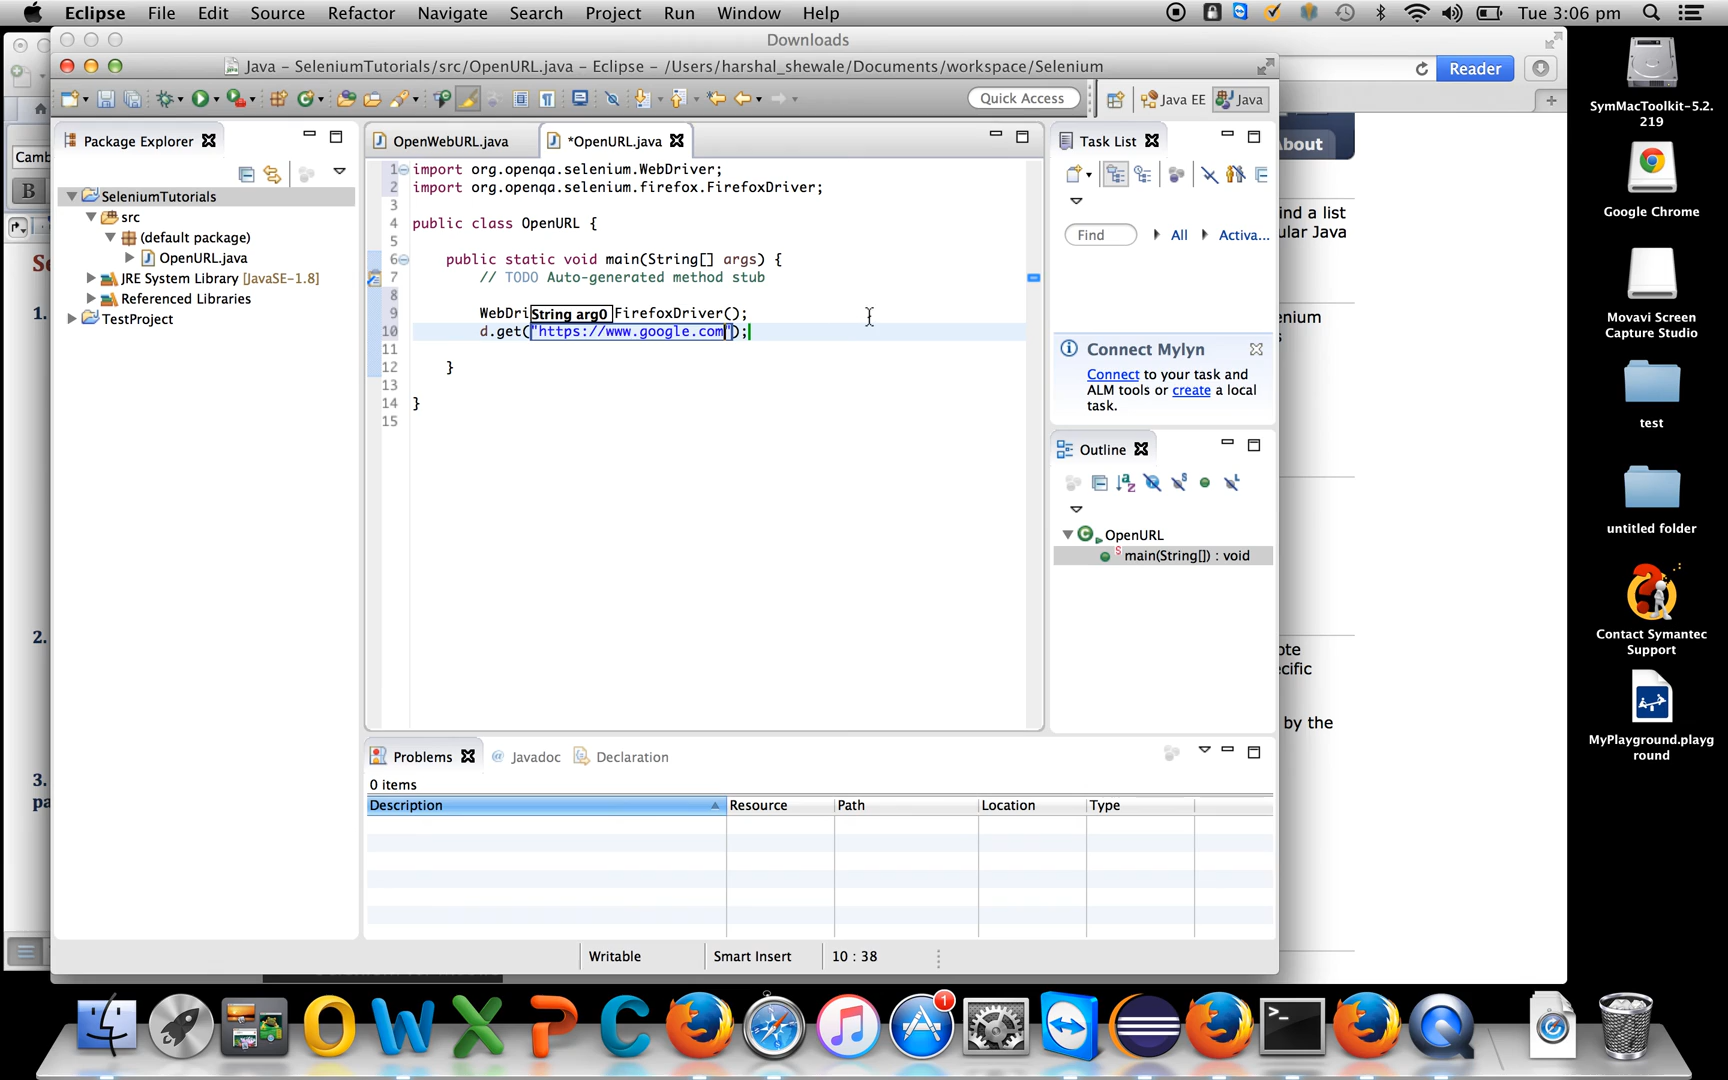 Eclipse File Edit Source Refactor Navigate Search Project Run Window Help Tue 3:06 pm
Downloads
Java – SeleniumTutorials/src/OpenURL.java – Eclipse – /Users/harshal_shewale/Documents/workspace/Selenium
Reader
Quick Access
Java EE
Java
Package Explorer
OpenWebURL.java
*OpenURL.java
Task List
Camb
B
SeleniumTutorials
src
(default package)
OpenURL.java
JRE System Library [JavaSE-1.8]
Referenced Libraries
TestProject
1 import org.openqa.selenium.WebDriver;
2 import org.openqa.selenium.firefox.FirefoxDriver;
3
4 public class OpenURL {
5
6 public static void main(String[] args) {
7 // TODO Auto-generated method stub
8
9 WebDri String arg0 FirefoxDriver();
10 d.get("https://www.google.com");
11
12 }
13
14 }
15
Find
All
Activa...
Connect Mylyn
Connect to your task and
ALM tools or create a local
task.
Outline
OpenURL
main(String[]) : void
Problems
Javadoc
Declaration
0 items
Description Resource Path Location Type
Writable Smart Insert 10 : 38
1.
2.
3.
pa
Se
bout
ind a list
ular Java
enium
s
ote
cific
by the
SymMacToolkit-5.2.
219
Google Chrome
Movavi Screen
Capture Studio
test
untitled folder
Contact Symantec
Support
MyPlayground.playg
round
1